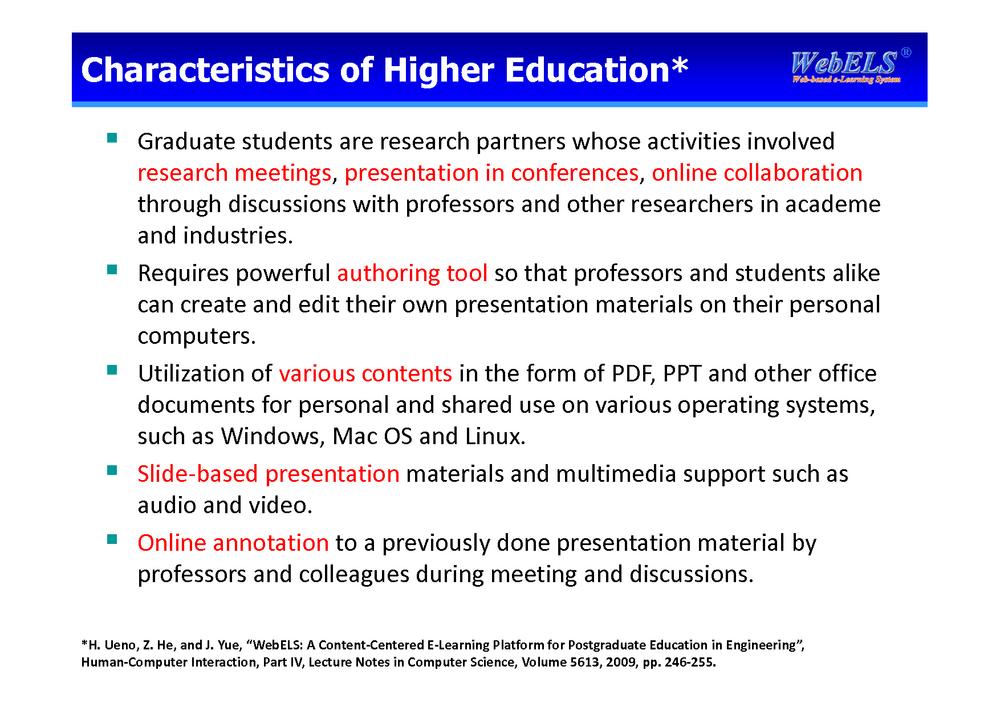 Characteristics of Higher Education*
WebELS®
Web-based e-Learning System
▪ Graduate students are research partners whose activities involved
research meetings, presentation in conferences, online collaboration
through discussions with professors and other researchers in academe
and industries.
▪ Requires powerful authoring tool so that professors and students alike
can create and edit their own presentation materials on their personal
computers.
▪ Utilization of various contents in the form of PDF, PPT and other office
documents for personal and shared use on various operating systems,
such as Windows, Mac OS and Linux.
▪ Slide-based presentation materials and multimedia support such as
audio and video.
▪ Online annotation to a previously done presentation material by
professors and colleagues during meeting and discussions.
*H. Ueno, Z. He, and J. Yue, “WebELS: A Content-Centered E-Learning Platform for Postgraduate Education in Engineering”,
Human-Computer Interaction, Part IV, Lecture Notes in Computer Science, Volume 5613, 2009, pp. 246-255.